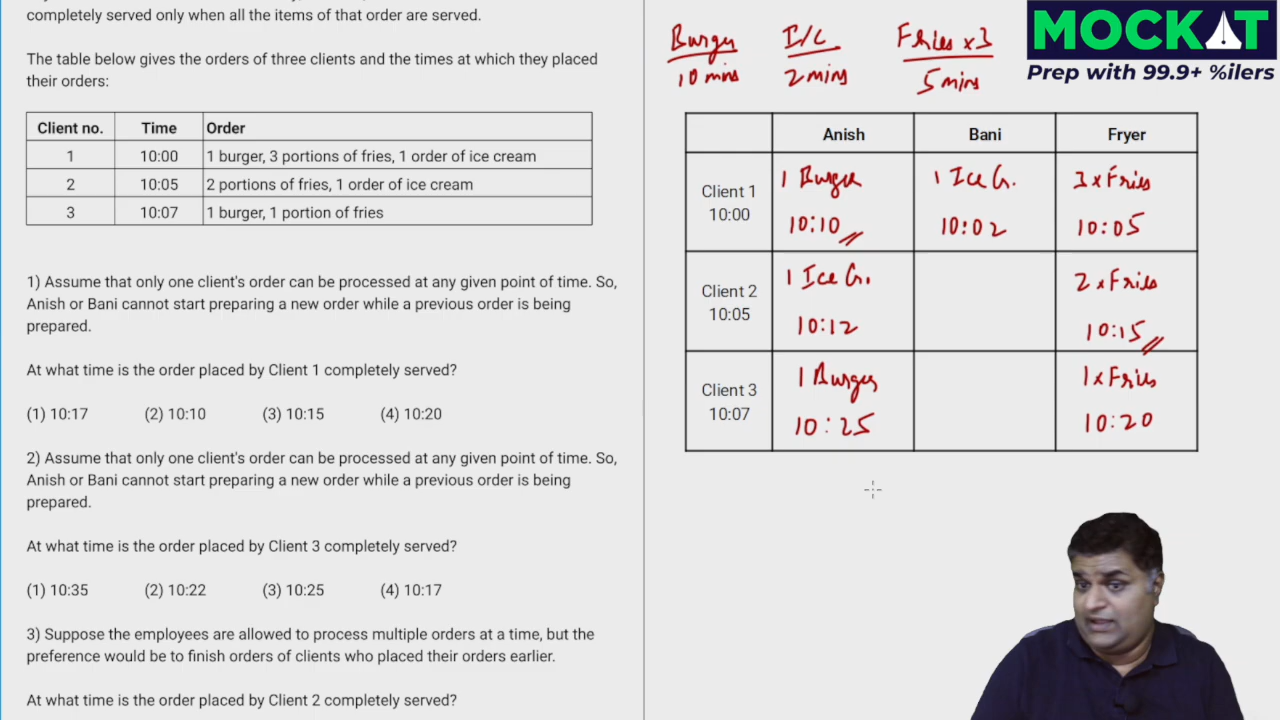 completely served only when all the items of that order are served.
The table below gives the orders of three clients and the times at which they placed
their orders:
Client no. Time Order
1 10:00 1 burger, 3 portions of fries, 1 order of ice cream
2 10:05 2 portions of fries, 1 order of ice cream
3 10:07 1 burger, 1 portion of fries
1) Assume that only one client's order can be processed at any given point of time. So,
Anish or Bani cannot start preparing a new order while a previous order is being
prepared.
At what time is the order placed by Client 1 completely served?
(1) 10:17 (2) 10:10 (3) 10:15 (4) 10:20
2) Assume that only one client's order can be processed at any given point of time. So,
Anish or Bani cannot start preparing a new order while a previous order is being
prepared.
At what time is the order placed by Client 3 completely served?
(1) 10:35 (2) 10:22 (3) 10:25 (4) 10:17
3) Suppose the employees are allowed to process multiple orders at a time, but the
preference would be to finish orders of clients who placed their orders earlier.
At what time is the order placed by Client 2 completely served?
Burger I/C Fries x3
10 mins 2 mins 5 mins
MOCKAT
Prep with 99.9+ %ilers
Anish Bani Fryer
Client 1 1 Burger 1 Ice Cr. 3 x Fries
10:00 10:10 10:02 10:05
Client 2 1 Ice Cr. 2 x Fries
10:05 10:12 10:15
Client 3 1 Burger 1 x Fries
10:07 10:25 10:20